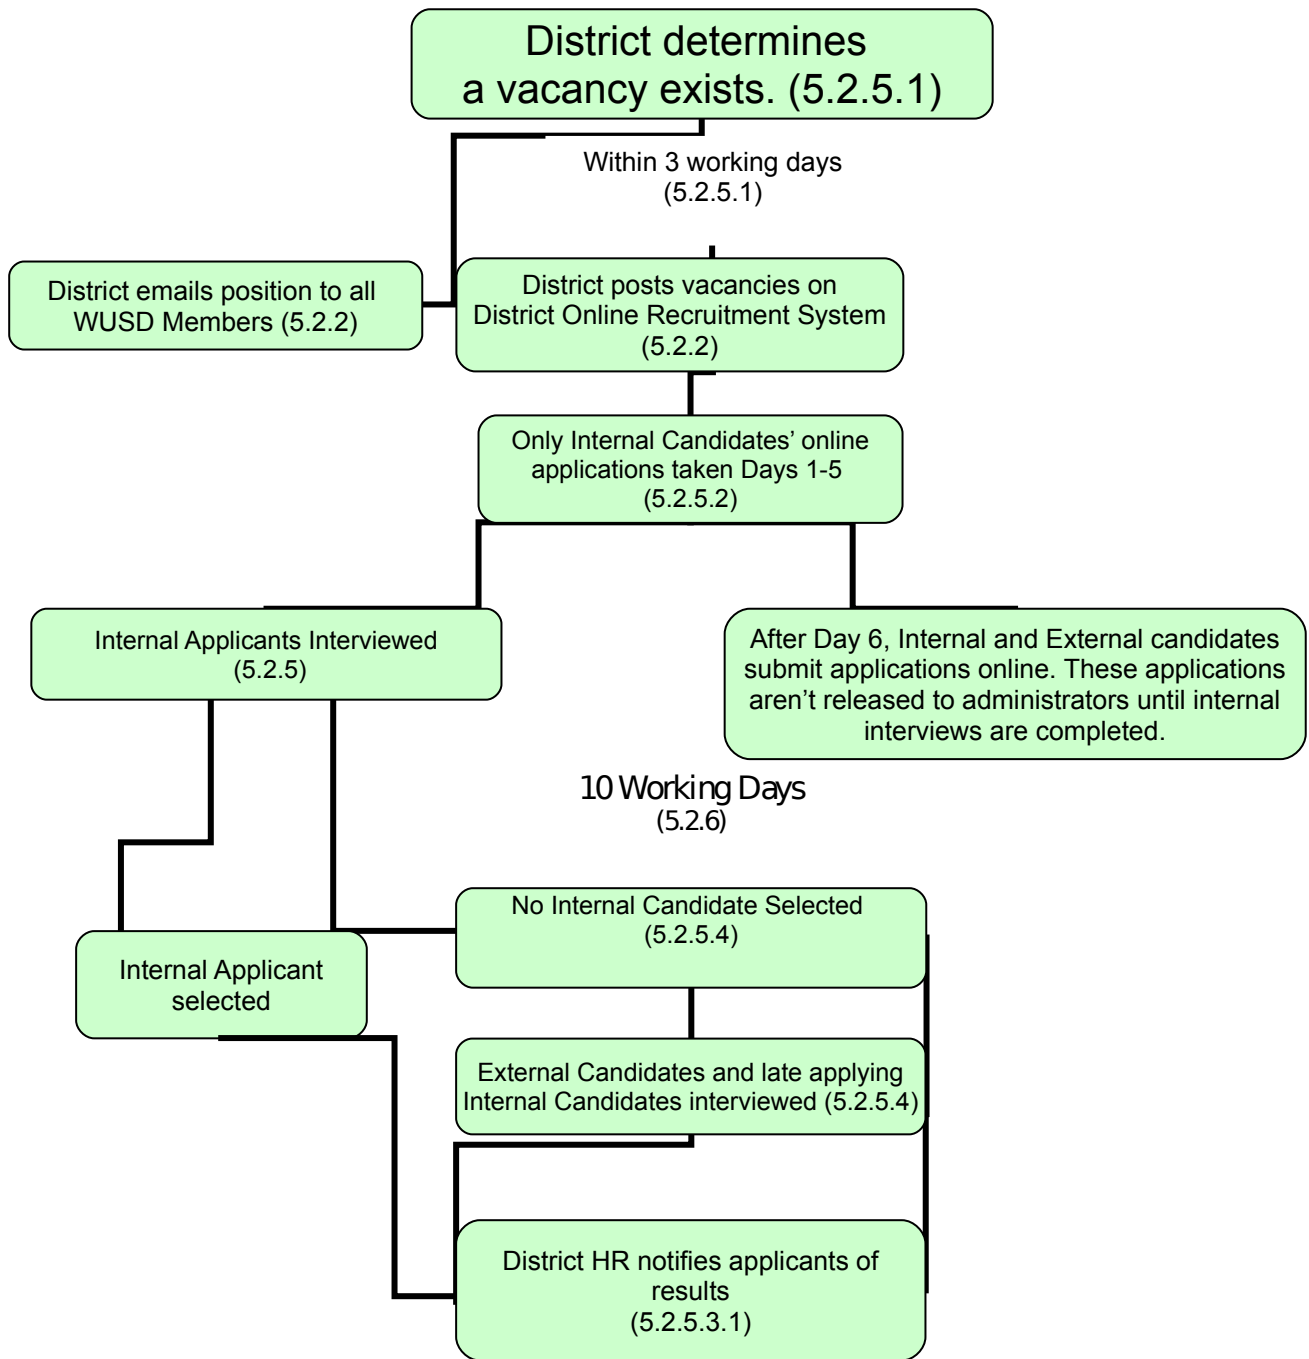 District determines
a vacancy exists. (5.2.5.1)
Within 3 working days
(5.2.5.1)
District emails position to all
WUSD Members (5.2.2)
District posts vacancies on
District Online Recruitment System
(5.2.2)
Only Internal Candidates’ online
applications taken Days 1-5
(5.2.5.2)
Internal Applicants Interviewed
(5.2.5)
After Day 6, Internal and External candidates
submit applications online. These applications
aren’t released to administrators until internal
interviews are completed.
10 Working Days
(5.2.6)
No Internal Candidate Selected
(5.2.5.4)
Internal Applicant
selected
External Candidates and late applying
Internal Candidates interviewed (5.2.5.4)
District HR notifies applicants of
results
(5.2.5.3.1)